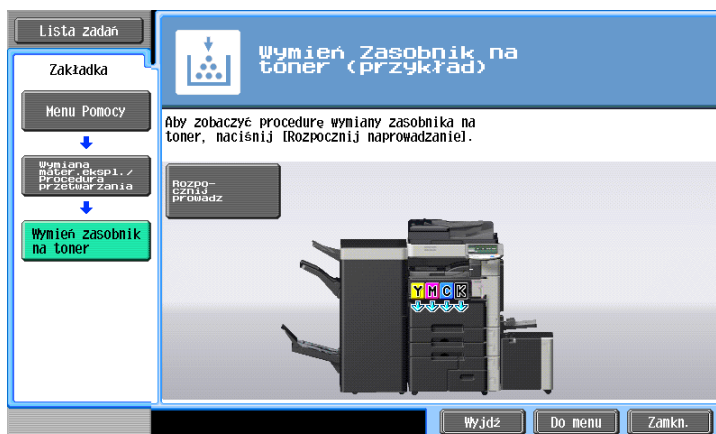 Lista zadań
Zakładka
Menu Pomocy
Wymiana
mater.ekspl./
Procedura
przetwarzania
Wymień zasobnik
na toner
Wymień Zasobnik na
toner (przykład)
Aby zobaczyć procedurę wymiany zasobnika na
toner, naciśnij [Rozpocznij naprowadzanie].
Rozpo-
cznij
prowadz
Y M C K
Wyjdź
Do menu
Zamkn.